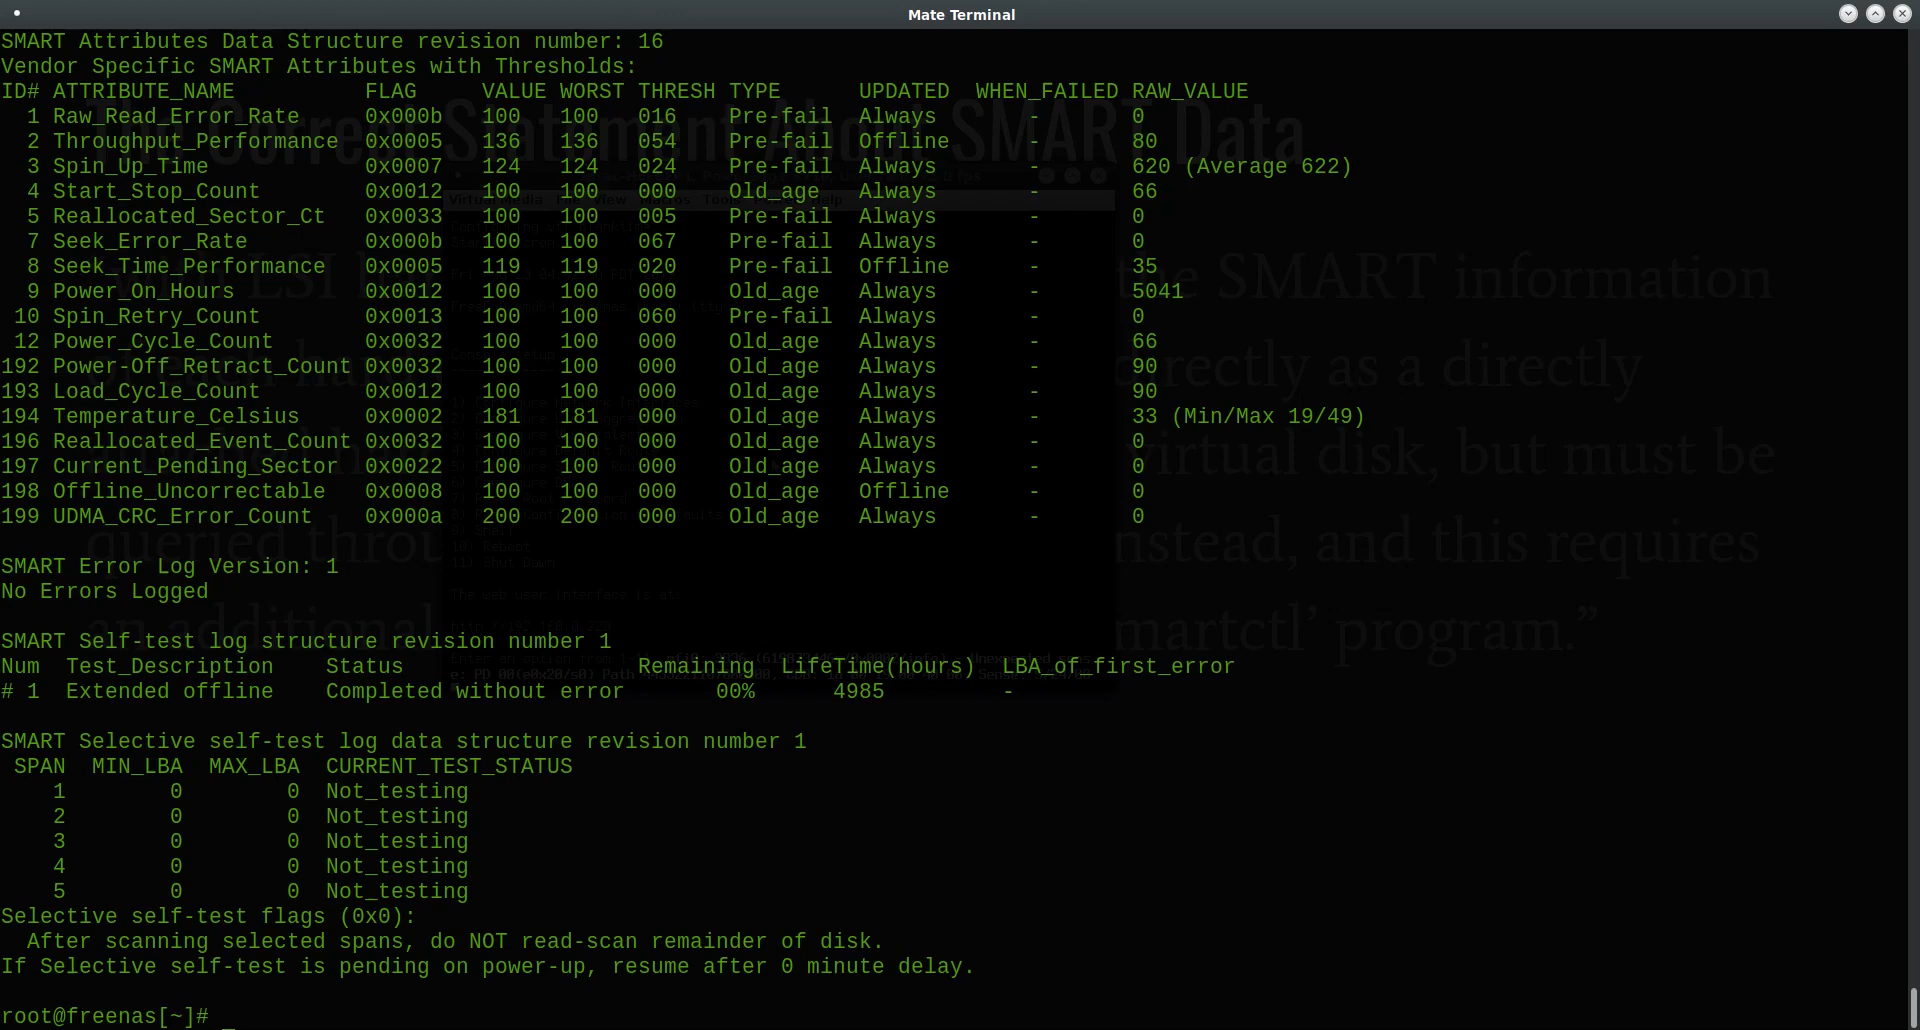 Mate Terminal
SMART Attributes Data Structure revision number: 16
Vendor Specific SMART Attributes with Thresholds:
ID# ATTRIBUTE_NAME          FLAG     VALUE WORST THRESH TYPE      UPDATED  WHEN_FAILED RAW_VALUE
  1 Raw_Read_Error_Rate     0x000b   100   100   016    Pre-fail  Always       -       0
  2 Throughput_Performance  0x0005   136   136   054    Pre-fail  Offline      -       80
  3 Spin_Up_Time            0x0007   124   124   024    Pre-fail  Always       -       620 (Average 622)
  4 Start_Stop_Count        0x0012   100   100   000    Old_age   Always       -       66
  5 Reallocated_Sector_Ct   0x0033   100   100   005    Pre-fail  Always       -       0
  7 Seek_Error_Rate         0x000b   100   100   067    Pre-fail  Always       -       0
  8 Seek_Time_Performance   0x0005   119   119   020    Pre-fail  Offline      -       35
  9 Power_On_Hours          0x0012   100   100   000    Old_age   Always       -       5041
 10 Spin_Retry_Count        0x0013   100   100   060    Pre-fail  Always       -       0
 12 Power_Cycle_Count       0x0032   100   100   000    Old_age   Always       -       66
192 Power-Off_Retract_Count 0x0032   100   100   000    Old_age   Always       -       90
193 Load_Cycle_Count        0x0012   100   100   000    Old_age   Always       -       90
194 Temperature_Celsius     0x0002   181   181   000    Old_age   Always       -       33 (Min/Max 19/49)
196 Reallocated_Event_Count 0x0032   100   100   000    Old_age   Always       -       0
197 Current_Pending_Sector  0x0022   100   100   000    Old_age   Always       -       0
198 Offline_Uncorrectable   0x0008   100   100   000    Old_age   Offline      -       0
199 UDMA_CRC_Error_Count    0x000a   200   200   000    Old_age   Always       -       0
SMART Error Log Version: 1
No Errors Logged
SMART Self-test log structure revision number 1
Num  Test_Description    Status                  Remaining  LifeTime(hours)  LBA_of_first_error
# 1  Extended offline    Completed without error       00%      4985         -
SMART Selective self-test log data structure revision number 1
 SPAN  MIN_LBA  MAX_LBA  CURRENT_TEST_STATUS
    1        0        0  Not_testing
    2        0        0  Not_testing
    3        0        0  Not_testing
    4        0        0  Not_testing
    5        0        0  Not_testing
Selective self-test flags (0x0):
  After scanning selected spans, do NOT read-scan remainder of disk.
If Selective self-test is pending on power-up, resume after 0 minute delay.
root@freenas[~]#